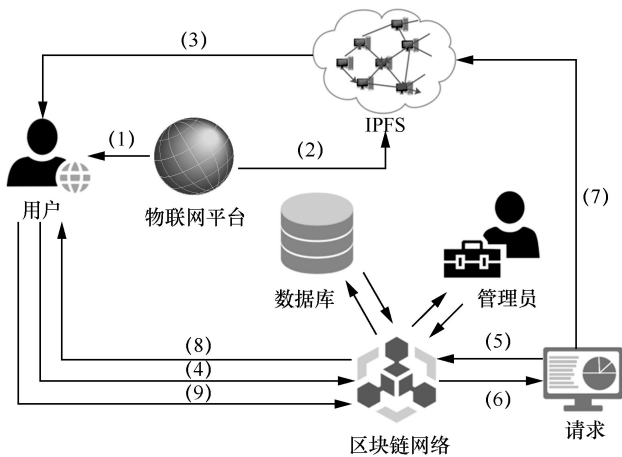 (3)
IPFS
(1)
(2)
用户
物联网平台
(7)
数据库
管理员
(8)
(5)
(4)
(9)
(6)
请求
区块链网络